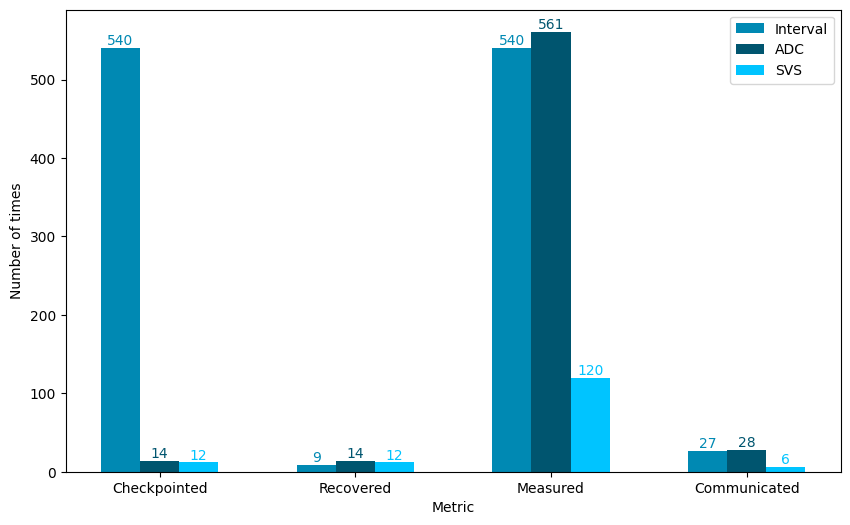 Interval
ADC
SVS
Number of times
500
400
300
200
100
0
540 14 12
9 14 12
540 561 120
27 28 6
Checkpointed Recovered Measured Communicated
Metric